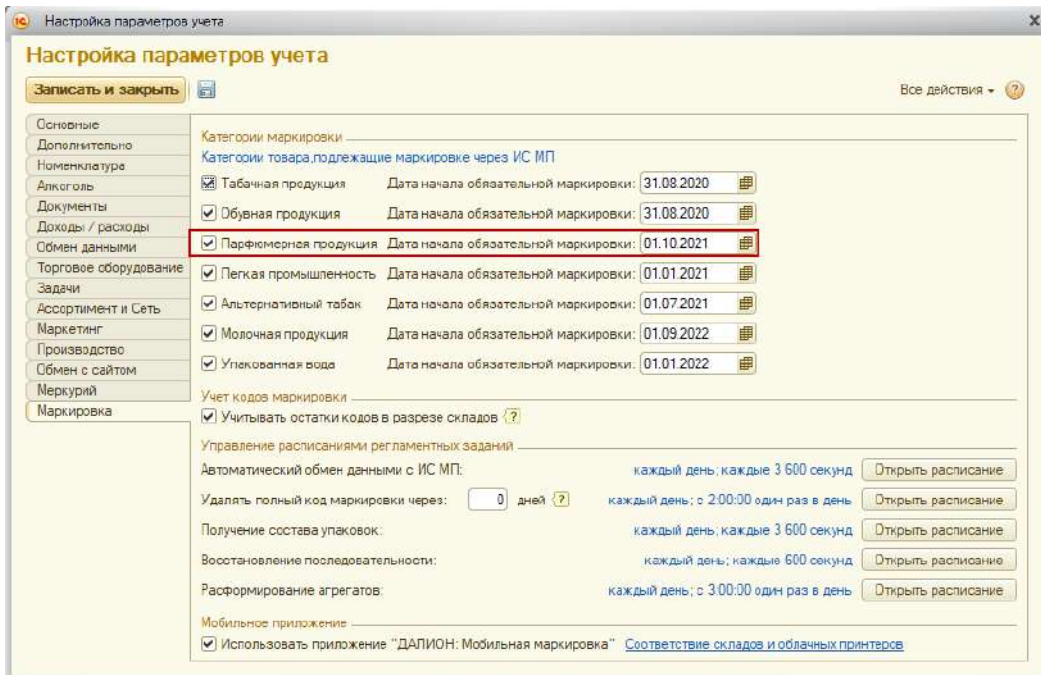 1С Настройка параметров учета x
Настройка параметров учета
Записать и закрыть Все действия ?
Основные
Дополнительно
Номенклатура
Алкоголь
Документы
Доходы / расходы
Обмен данными
Торговое оборудование
Задачи
Ассортимент и Сеть
Маркетинг
Производство
Обмен с сайтом
Меркурий
Маркировка
Категории маркировки
Категории товара,подлежащие маркировке через ИС МП
Табачная продукция Дата начала обязательной маркировки: 31.08.2020
Обувная продукция Дата начала обязательной маркировки: 31.08.2020
Парфюмерная продукция Дата начала обязательной маркировки: 01.10.2021
Легкая промышленность Дата начала обязательной маркировки: 01.01.2021
Альтернативный табак Дата начала обязательной маркировки: 01.07.2021
Молочная продукция Дата начала обязательной маркировки: 01.09.2022
Упакованная вода Дата начала обязательной маркировки: 01.01.2022
Учет кодов маркировки
Учитывать остатки кодов в разрезе складов ?
Управление расписаниями регламентных заданий
Автоматический обмен данными с ИС МП: каждый день; каждые 3 600 секунд Открыть расписание
Удалять полный код маркировки через: 0 дней ? каждый день; с 2:00:00 один раз в день Открыть расписание
Получение состава упаковок: каждый день; каждые 3 600 секунд Открыть расписание
Восстановление последовательности: каждый день; каждые 600 секунд Открыть расписание
Расформирование агрегатов: каждый день; с 3:00:00 один раз в день Открыть расписание
Мобильное приложение
Использовать приложение "ДАЛИОН: Мобильная маркировка" Соответствие складов и облачных принтеров